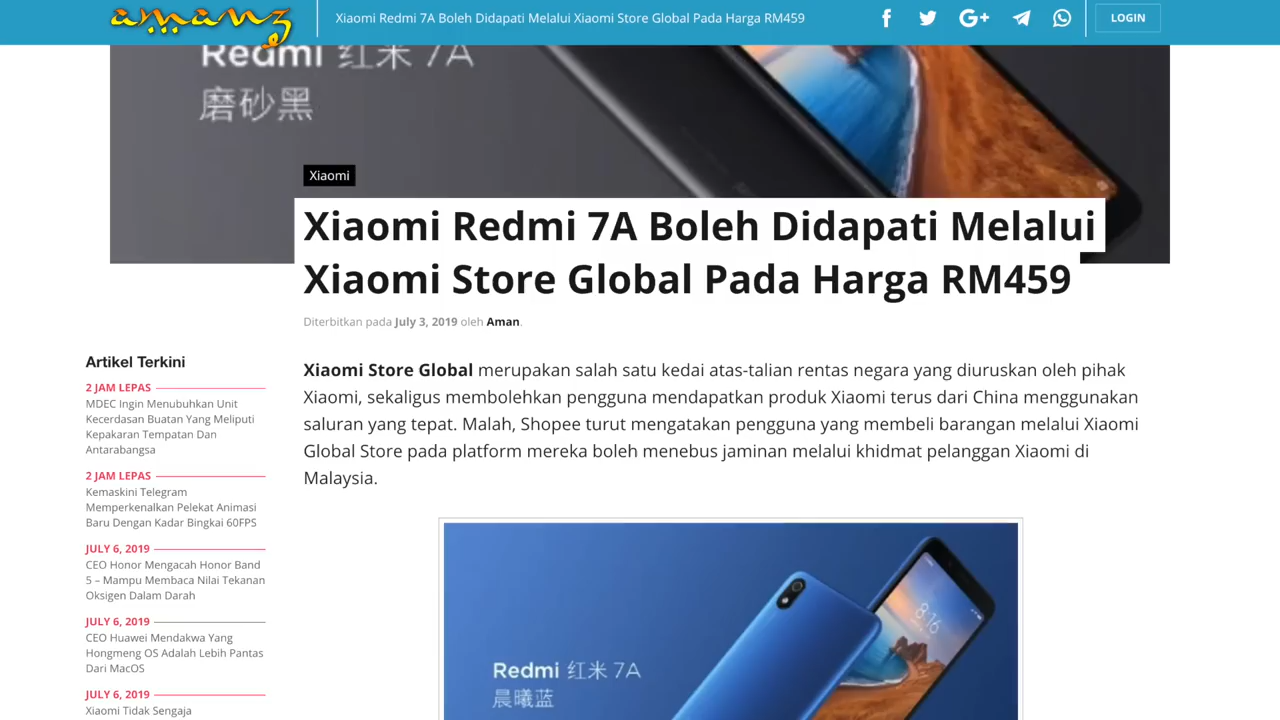 amanz
Xiaomi Redmi 7A Boleh Didapati Melalui Xiaomi Store Global Pada Harga RM459
LOGIN
Redmi 红米 7A
磨砂黑
Xiaomi
Xiaomi Redmi 7A Boleh Didapati Melalui
Xiaomi Store Global Pada Harga RM459
Diterbitkan pada July 3, 2019 oleh Aman.
Artikel Terkini
2 JAM LEPAS
MDEC Ingin Menubuhkan Unit
Kecerdasan Buatan Yang Meliputi
Kepakaran Tempatan Dan
Antarabangsa
2 JAM LEPAS
Kemaskini Telegram
Memperkenalkan Pelekat Animasi
Baru Dengan Kadar Bingkai 60FPS
JULY 6, 2019
CEO Honor Mengacah Honor Band
5 – Mampu Membaca Nilai Tekanan
Oksigen Dalam Darah
JULY 6, 2019
CEO Huawei Mendakwa Yang
Hongmeng OS Adalah Lebih Pantas
Dari MacOS
JULY 6, 2019
Xiaomi Tidak Sengaja
Xiaomi Store Global merupakan salah satu kedai atas-talian rentas negara yang diuruskan oleh pihak
Xiaomi, sekaligus membolehkan pengguna mendapatkan produk Xiaomi terus dari China menggunakan
saluran yang tepat. Malah, Shopee turut mengatakan pengguna yang membeli barangan melalui Xiaomi
Global Store pada platform mereka boleh menebus jaminan melalui khidmat pelanggan Xiaomi di
Malaysia.
8:16
Redmi 红米 7A
晨曦蓝